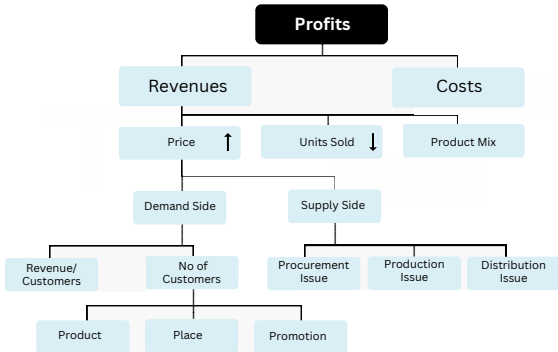 Profits
Revenues
Costs
Price
Units Sold
Product Mix
Demand Side
Supply Side
Revenue/
Customers
No of
Customers
Procurement
Issue
Production
Issue
Distribution
Issue
Product
Place
Promotion